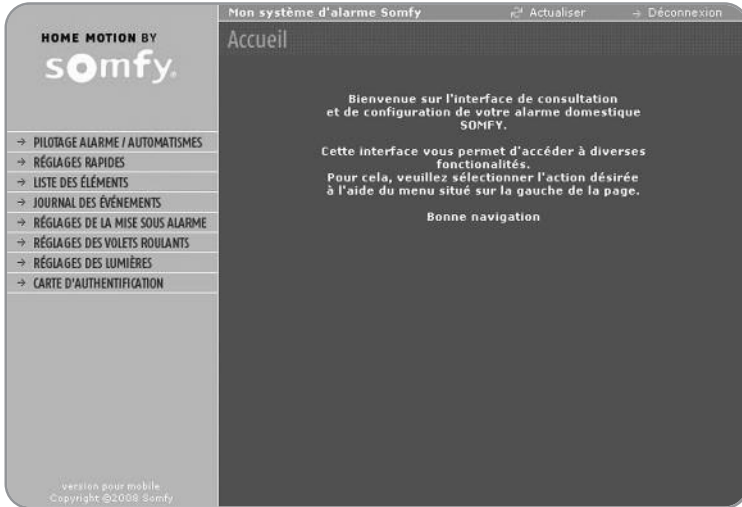 Mon système d'alarme Somfy
Actualiser
Déconnexion
HOME MOTION BY
somfy.
Accueil
PILOTAGE ALARME / AUTOMATISMES
RÉGLAGES RAPIDES
LISTE DES ÉLÉMENTS
JOURNAL DES ÉVÉNEMENTS
RÉGLAGES DE LA MISE SOUS ALARME
RÉGLAGES DES VOLETS ROULANTS
RÉGLAGES DES LUMIÈRES
CARTE D'AUTHENTIFICATION
Bienvenue sur l'interface de consultation
et de configuration de votre alarme domestique
SOMFY.
Cette interface vous permet d'accéder à diverses
fonctionalités.
Pour cela, veuillez sélectionner l'action désirée
à l'aide du menu situé sur la gauche de la page.
Bonne navigation
version pour mobile
Copyright ©2008 Somfy